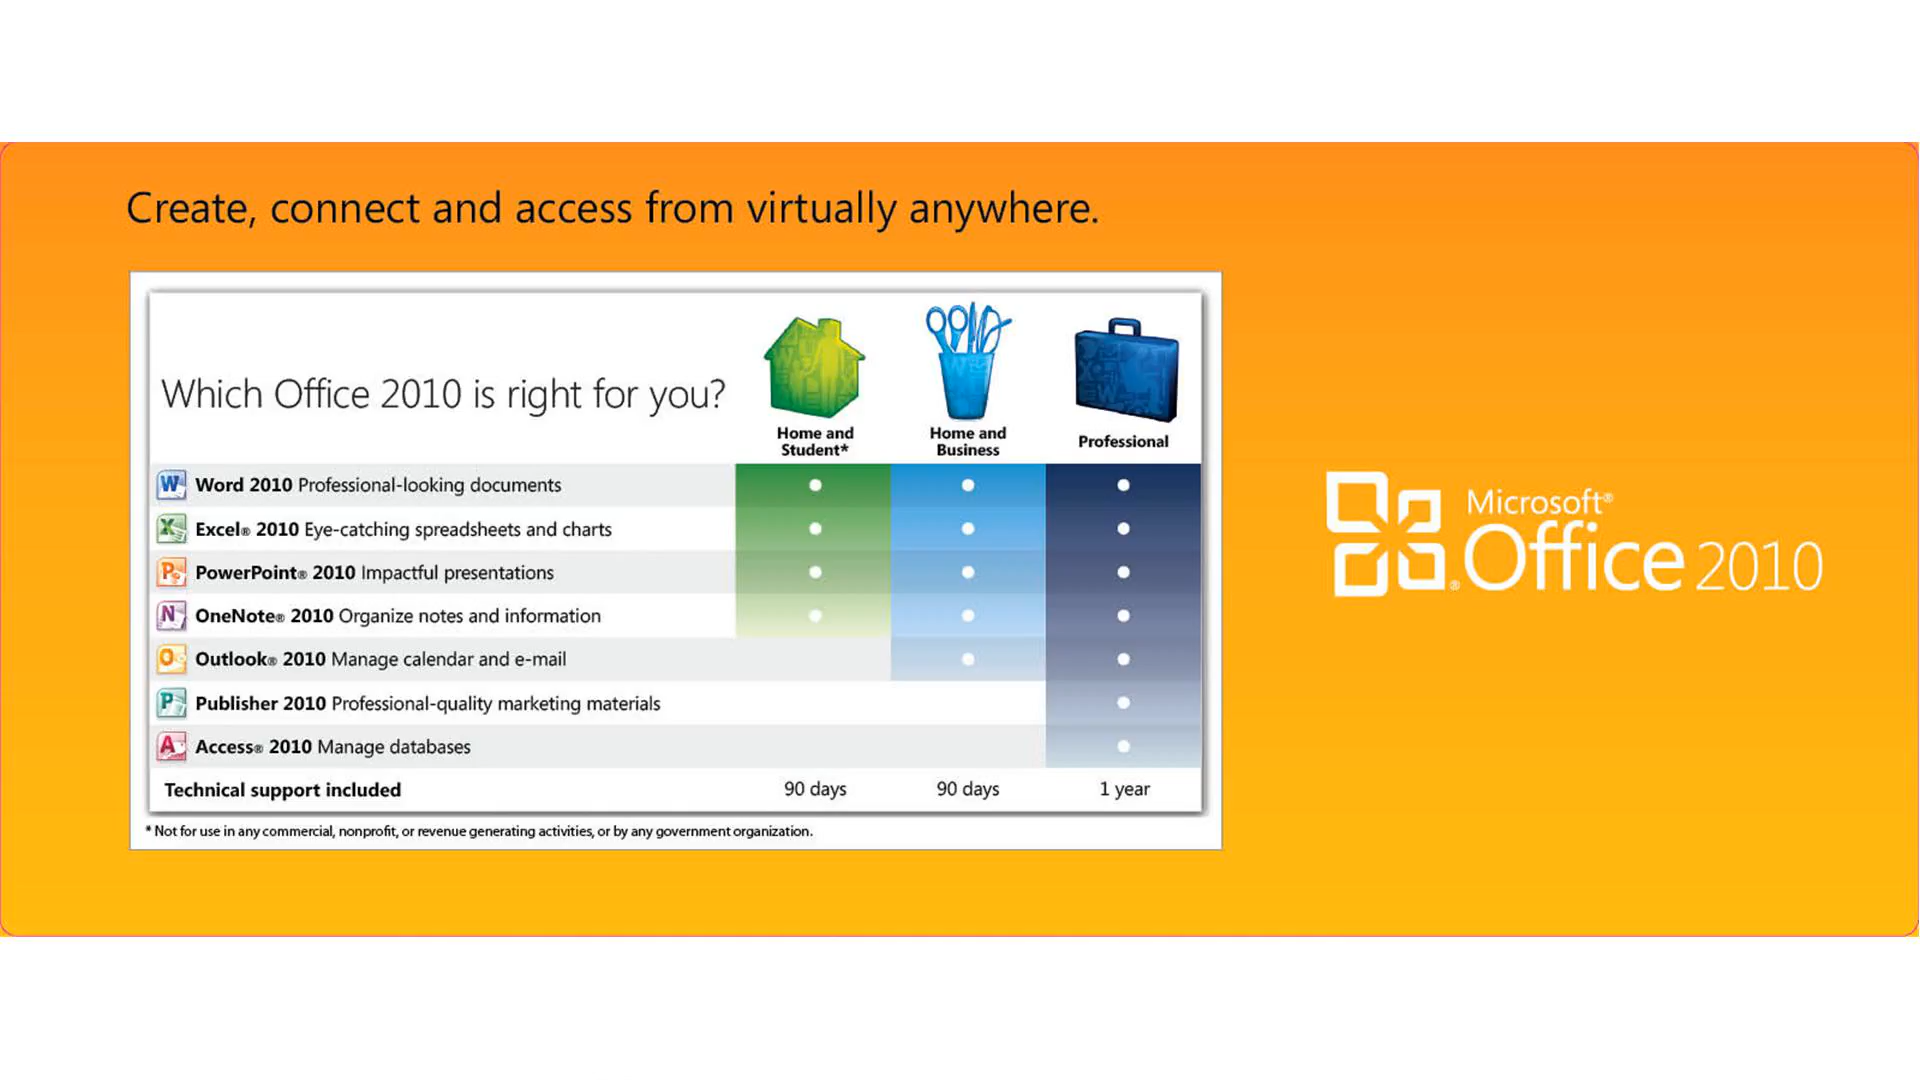 Create, connect and access from virtually anywhere.
Which Office 2010 is right for you?
Home and
Student*
Home and
Business
Professional
Word 2010 Professional-looking documents
Excel® 2010 Eye-catching spreadsheets and charts
PowerPoint® 2010 Impactful presentations
OneNote® 2010 Organize notes and information
Outlook® 2010 Manage calendar and e-mail
Publisher 2010 Professional-quality marketing materials
Access® 2010 Manage databases
Technical support included 90 days 90 days 1 year
* Not for use in any commercial, nonprofit, or revenue generating activities, or by any government organization.
Microsoft®
Office 2010